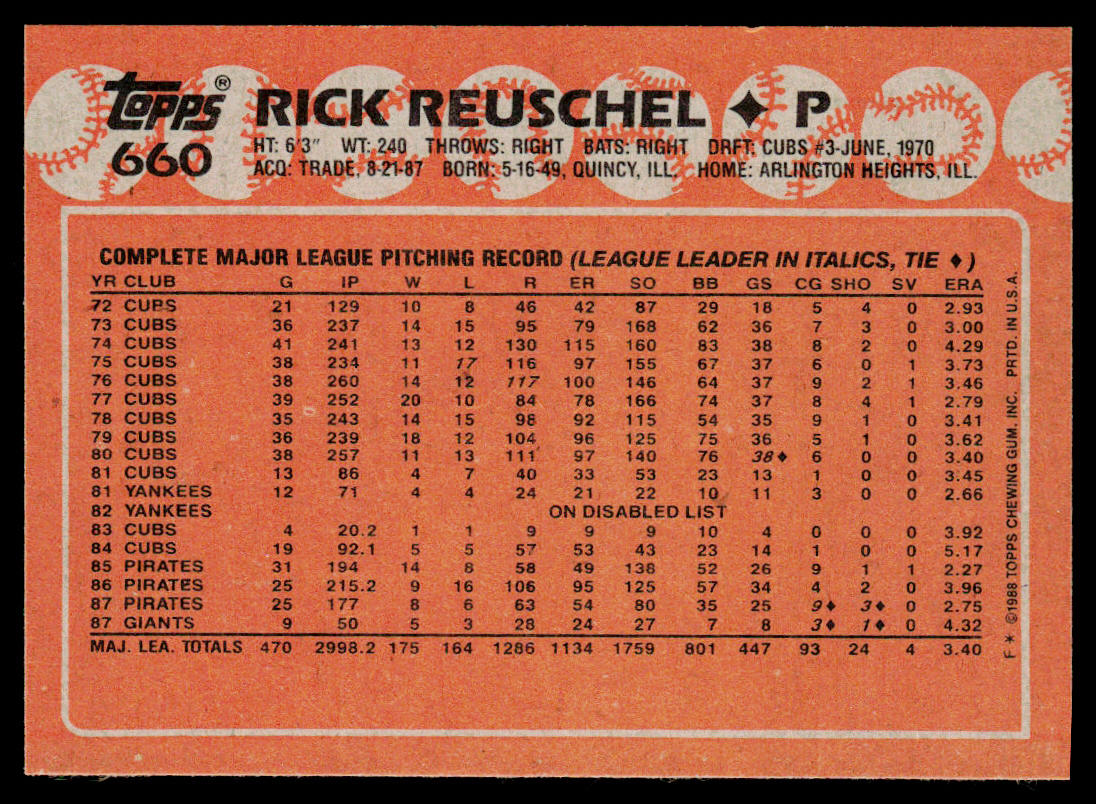 Topps® RICK REUSCHEL ♦ P
660 HT: 6'3" WT: 240 THROWS: RIGHT BATS: RIGHT DRFT: CUBS #3-JUNE, 1970
ACQ: TRADE, 8-21-87 BORN: 5-16-49, QUINCY, ILL. HOME: ARLINGTON HEIGHTS, ILL.
COMPLETE MAJOR LEAGUE PITCHING RECORD (LEAGUE LEADER IN ITALICS, TIE ♦)
YR CLUB G IP W L R ER SO BB GS CG SHO SV ERA
72 CUBS 21 129 10 8 46 42 87 29 18 5 4 0 2.93
73 CUBS 36 237 14 15 95 79 168 62 36 7 3 0 3.00
74 CUBS 41 241 13 12 130 115 160 83 38 8 2 0 4.29
75 CUBS 38 234 11 17 116 97 155 67 37 6 0 1 3.73
76 CUBS 38 260 14 12 117 100 146 64 37 9 2 1 3.46
77 CUBS 39 252 20 10 84 78 166 74 37 8 4 1 2.79
78 CUBS 35 243 14 15 98 92 115 54 35 9 1 0 3.41
79 CUBS 36 239 18 12 104 96 125 75 36 5 1 0 3.62
80 CUBS 38 257 11 13 111 97 140 76 38♦ 6 0 0 3.40
81 CUBS 13 86 4 7 40 33 53 23 13 1 0 0 3.45
81 YANKEES 12 71 4 4 24 21 22 10 11 3 0 0 2.66
82 YANKEES ON DISABLED LIST
83 CUBS 4 20.2 1 1 9 9 9 10 4 0 0 0 3.92
84 CUBS 19 92.1 5 5 57 53 43 23 14 1 0 0 5.17
85 PIRATES 31 194 14 8 58 49 138 52 26 9 1 1 2.27
86 PIRATES 25 215.2 9 16 106 95 125 57 34 4 2 0 3.96
87 PIRATES 25 177 8 6 63 54 80 35 25 9♦ 3♦ 0 2.75
87 GIANTS 9 50 5 3 28 24 27 7 8 3♦ 1♦ 0 4.32
MAJ. LEA. TOTALS 470 2998.2 175 164 1286 1134 1759 801 447 93 24 4 3.40
F * ©1988 TOPPS CHEWING GUM, INC. PRTD. IN U.S.A.